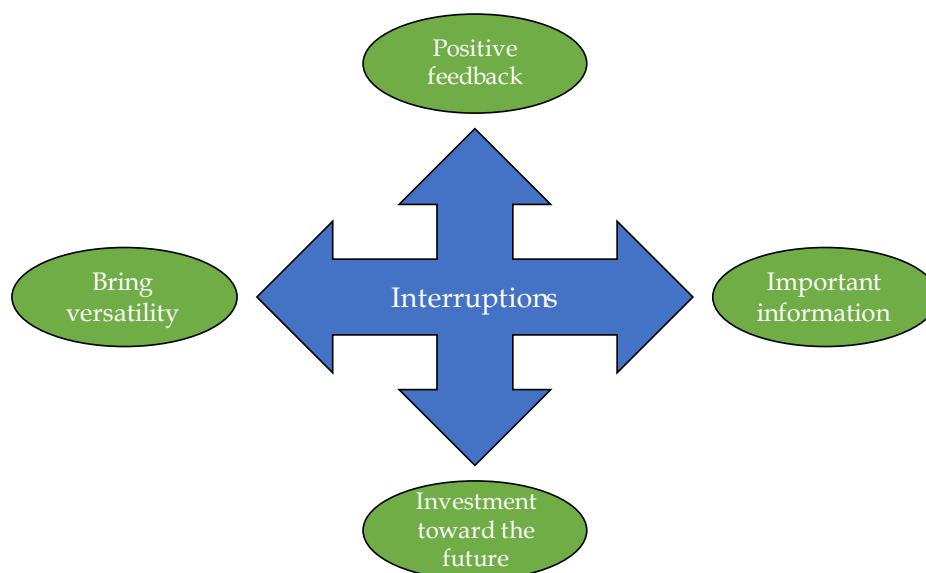 Positive
feedback
Bring
versatility
Interruptions
Important
information
Investment
toward the
future